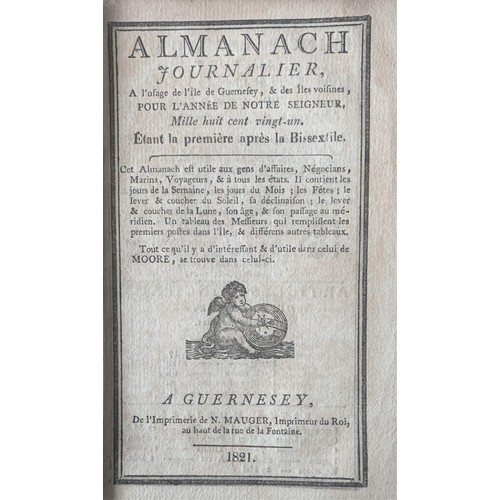 ALMANACH
JOURNALIER,
A l'usage de l'île de Guernesey, & des îles voisines,
POUR L'ANNÉE DE NOTRE SEIGNEUR,
Mille huit cent vingt-un.
Étant la première après la Bissextile.
Cet Almanach est utile aux gens d'affaires, Négocians,
Marins, Voyageurs, & à tous les états. Il contient les
jours de la Semaine, les jours du Mois; les Fêtes; le
lever & coucher du Soleil, sa déclinaison; le lever
& coucher de la Lune, son âge, & son passage au mé-
ridien. Un tableau des Messieurs qui remplissent les
premiers postes dans l'Île, & différens autres tableaux.
Tout ce qu'il y a d'intéressant & d'utile dans celui de
MOORE, se trouve dans celui-ci.
A GUERNESEY,
De l'Imprimerie de N. MAUGER, Imprimeur du Roi,
au haut de la rue de la Fontaine.
1821.